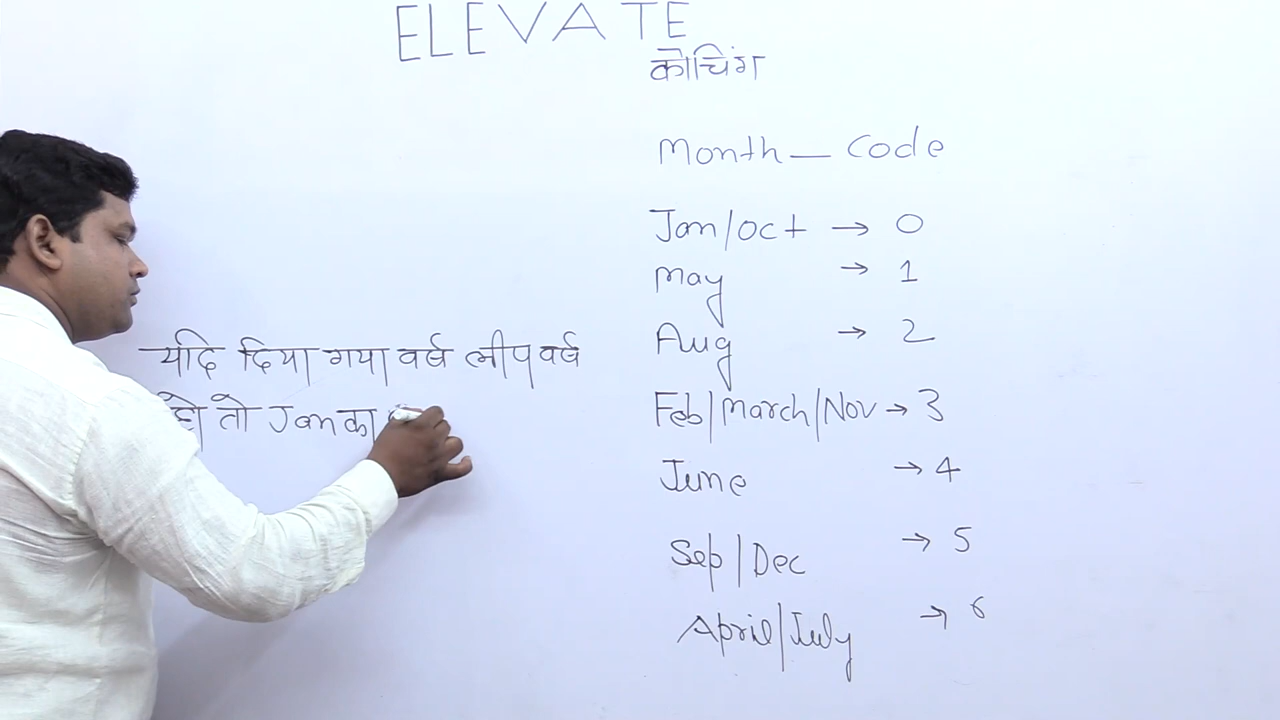 ELEVATE
कोचिंग
Month — Code
Jan/Oct → 0
May → 1
Aug → 2
Feb/March/Nov → 3
June → 4
Sep/Dec → 5
April/July → 6
यदि दिया गया वर्ष लीप वर्ष
हो तो Jan का